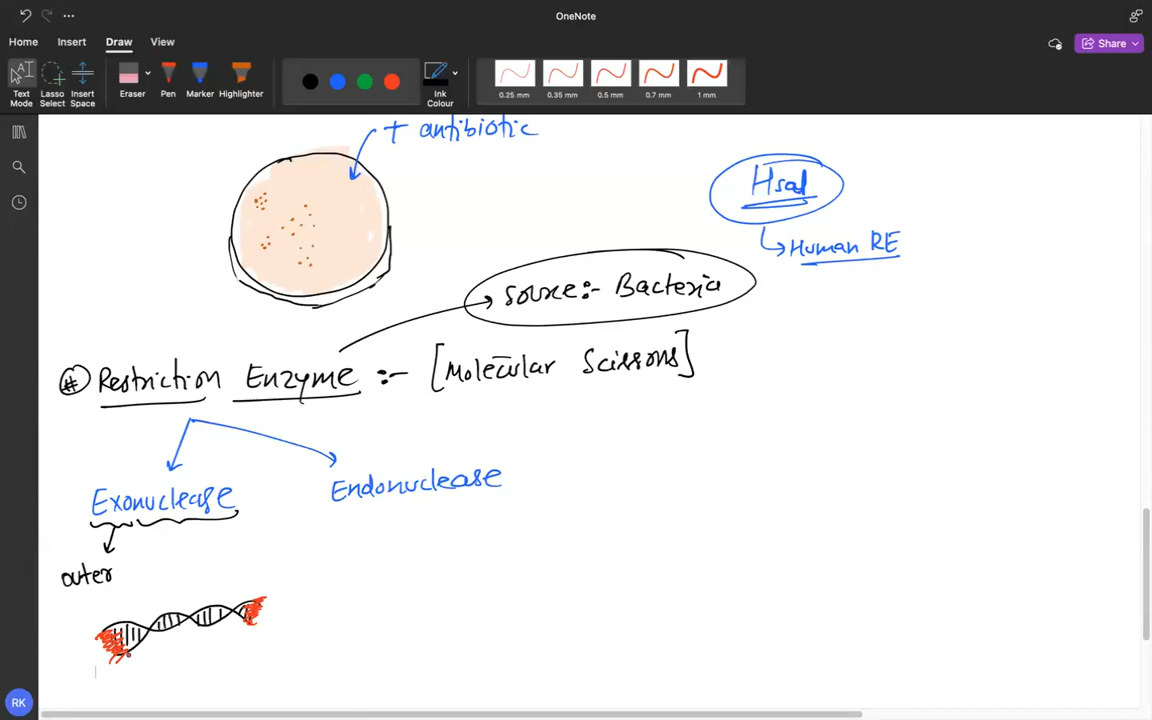 OneNote
Home Insert Draw View
Share
Text Mode
Lasso Select
Insert Space
Eraser
Pen
Marker
Highlighter
Ink Colour
0.25 mm
0.35 mm
0.5 mm
0.7 mm
1 mm
+ antibiotic
HsaI
Human RE
source:- Bacteria
# Restriction Enzyme :- [Molecular Scissors]
Exonuclease
Endonuclease
outer
RK